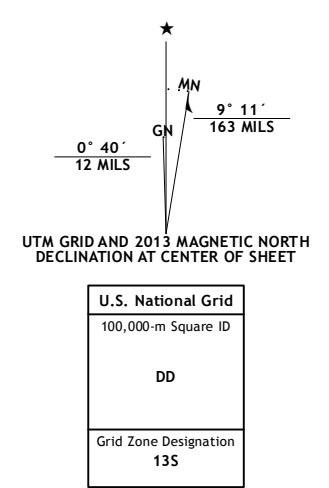 ★
MN
GN
9° 11´
163 MILS
0° 40´
12 MILS
UTM GRID AND 2013 MAGNETIC NORTH
DECLINATION AT CENTER OF SHEET
U.S. National Grid
100,000-m Square ID
DD
Grid Zone Designation
13S